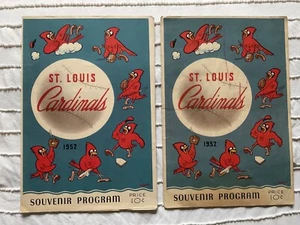 ST. LOUIS
Cardinals
1952
SOUVENIR PROGRAM
PRICE
10¢
ST. LOUIS
Cardinals
1952
SOUVENIR PROGRAM
PRICE
10¢